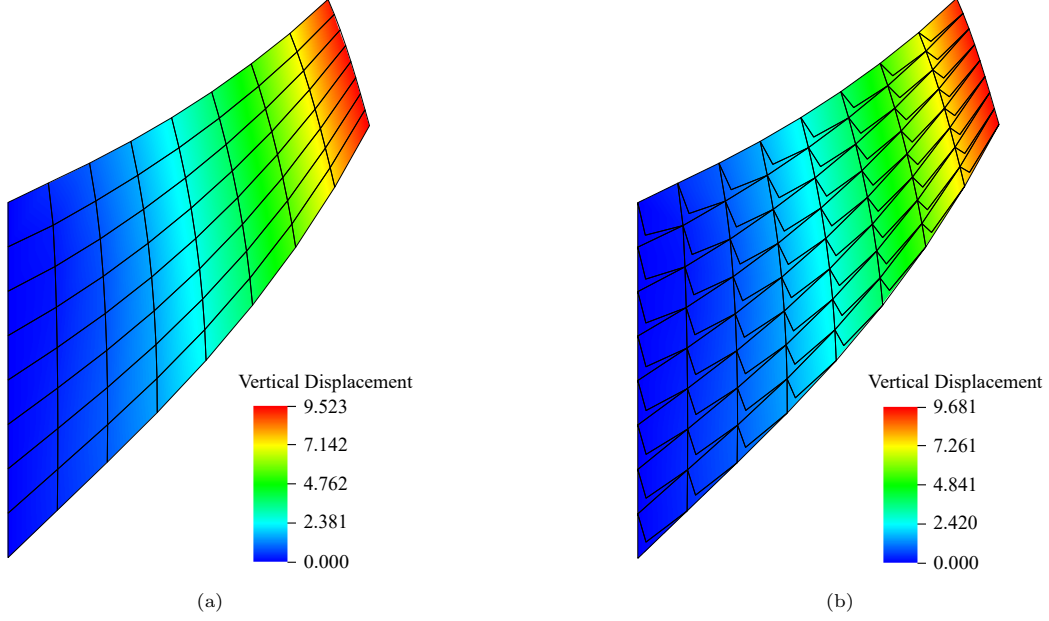 Vertical Displacement
9.523
7.142
4.762
2.381
0.000
(a)
Vertical Displacement
9.681
7.261
4.841
2.420
0.000
(b)